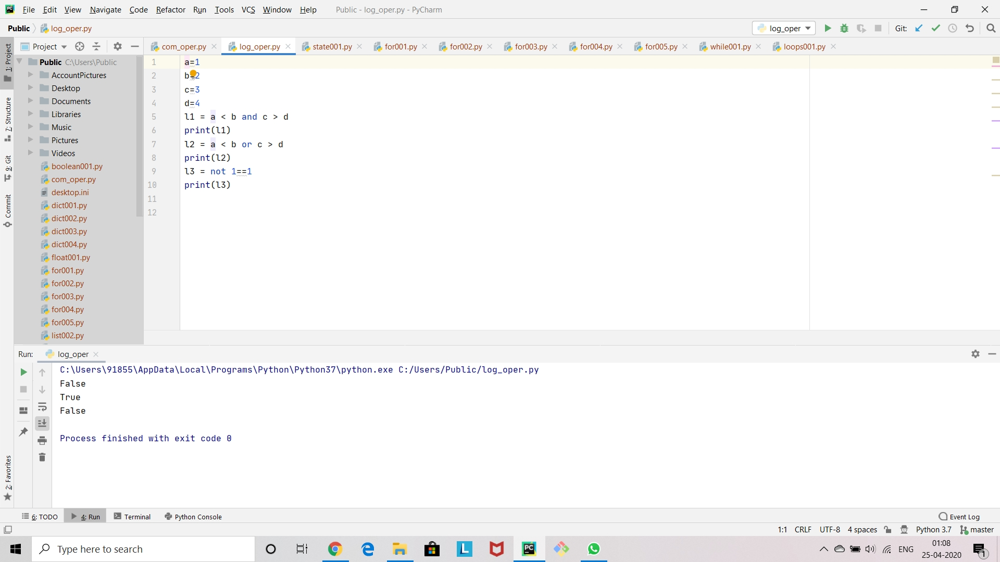 File Edit View Navigate Code Refactor Run Tools VCS Window Help Public - log_oper.py - PyCharm
Public log_oper.py log_oper Git:
Project com_oper.py log_oper.py state001.py for001.py for002.py for003.py for004.py for005.py while001.py loops001.py
1: Project
7: Structure
9: Git
Commit
2: Favorites
Public C:\Users\Public
AccountPictures
Desktop
Documents
Libraries
Music
Pictures
Videos
boolean001.py
com_oper.py
desktop.ini
dict001.py
dict002.py
dict003.py
dict004.py
float001.py
for001.py
for002.py
for003.py
for004.py
for005.py
list002.py
1 a=1
2 b=2
3 c=3
4 d=4
5 l1 = a < b and c > d
6 print(l1)
7 l2 = a < b or c > d
8 print(l2)
9 l3 = not 1==1
10 print(l3)
11
12
Run: log_oper
C:\Users\91855\AppData\Local\Programs\Python\Python37\python.exe C:/Users/Public/log_oper.py
False
True
False
Process finished with exit code 0
6: TODO 4: Run Terminal Python Console Event Log
1:1 CRLF UTF-8 4 spaces Python 3.7 master
Type here to search
ENG
01:08
25-04-2020
1